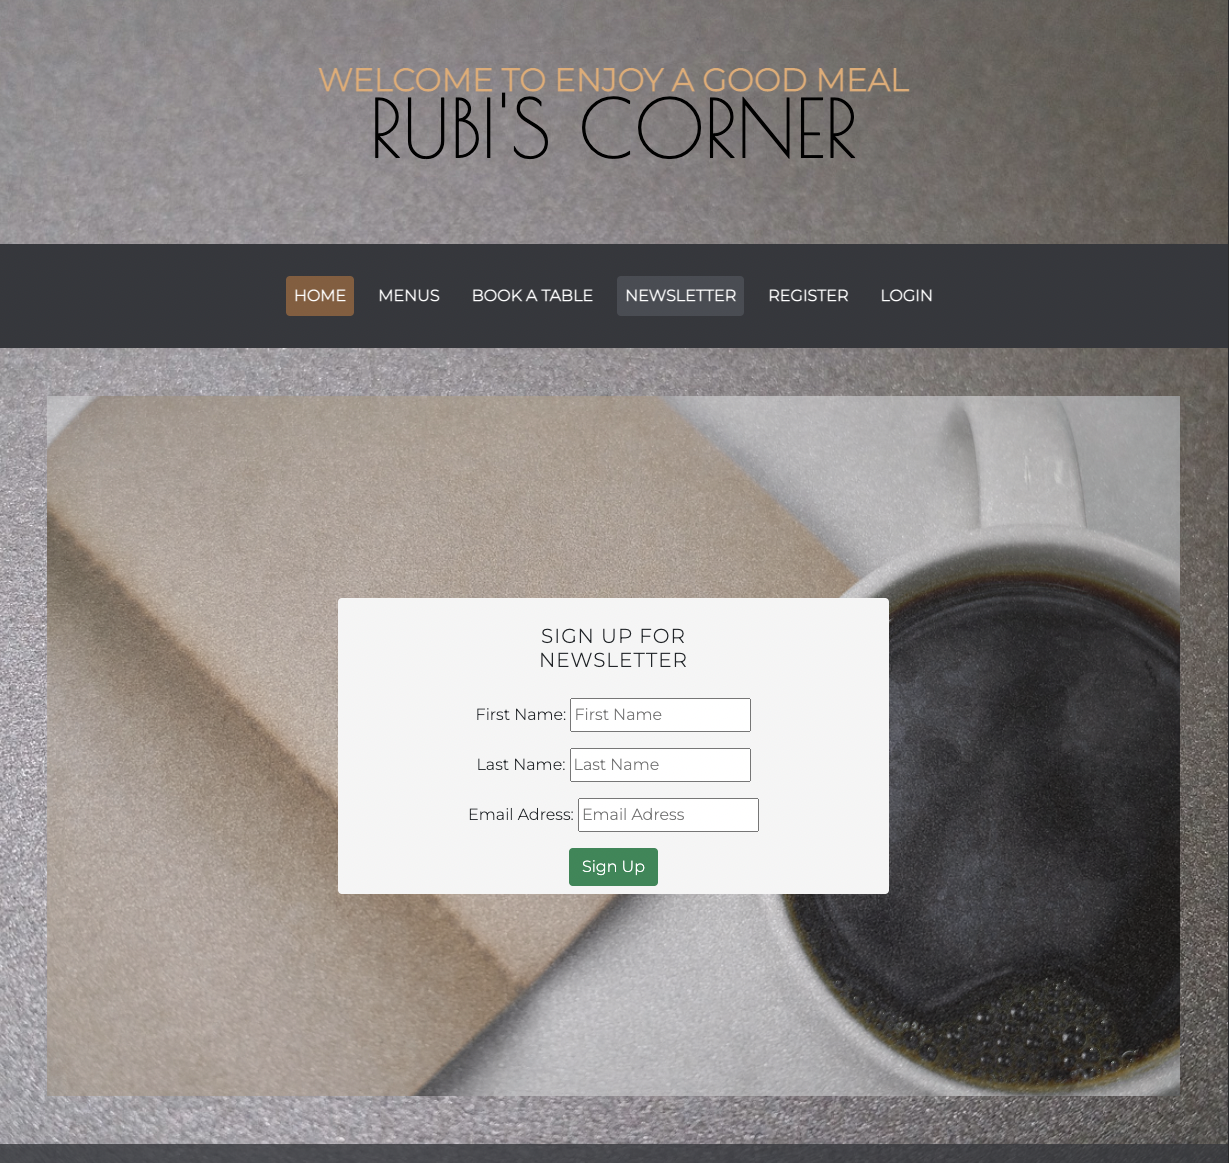 WELCOME TO ENJOY A GOOD MEAL
RUBI'S CORNER
HOME MENUS BOOK A TABLE NEWSLETTER REGISTER LOGIN
SIGN UP FOR
NEWSLETTER
First Name: First Name
Last Name: Last Name
Email Adress: Email Adress
Sign Up